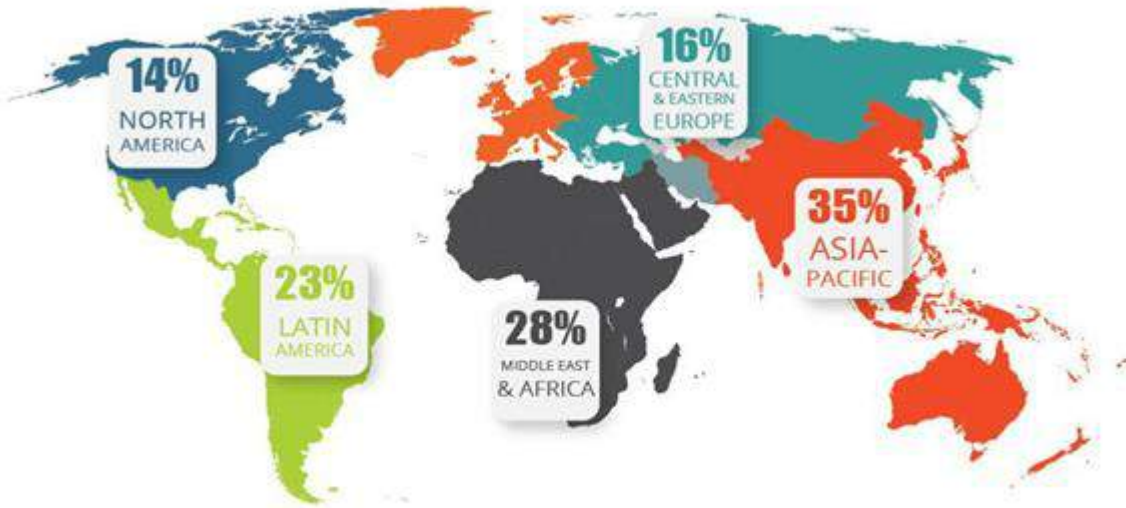 14%
NORTH
AMERICA
16%
CENTRAL
& EASTERN
EUROPE
35%
ASIA-
PACIFIC
23%
LATIN
AMERICA
28%
MIDDLE EAST
& AFRICA